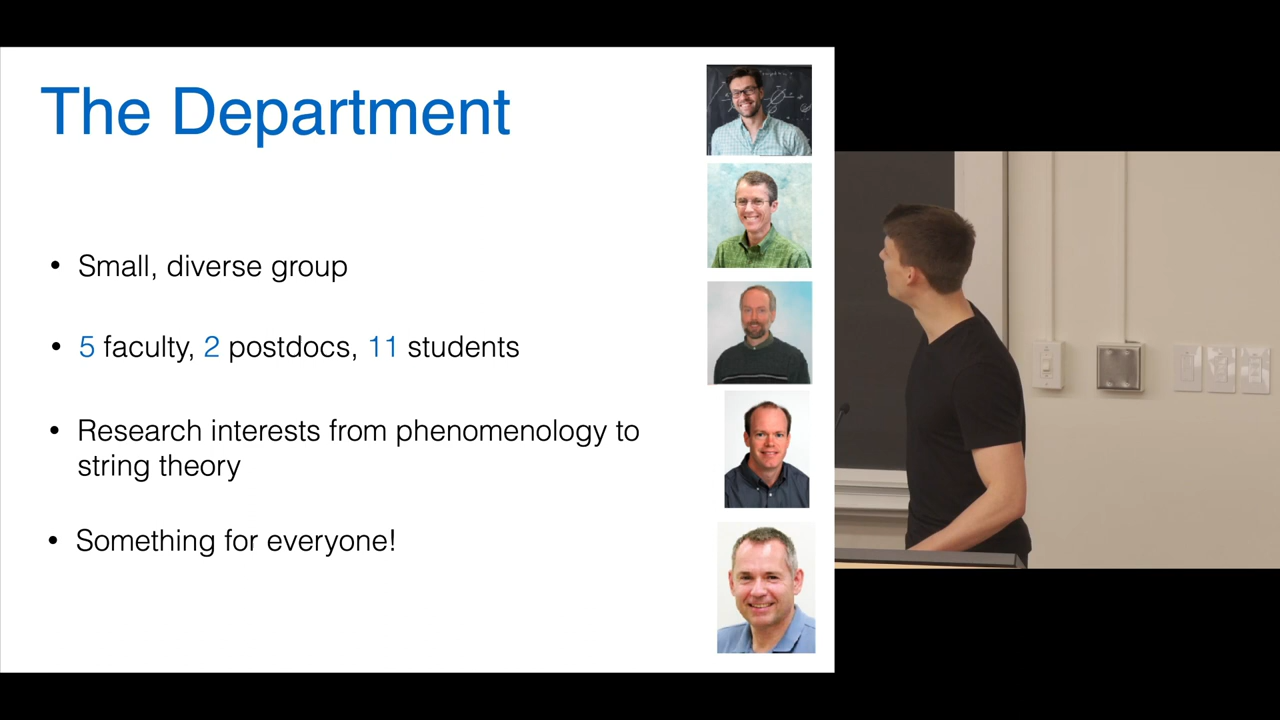 The Department
• Small, diverse group
• 5 faculty, 2 postdocs, 11 students
• Research interests from phenomenology to
string theory
• Something for everyone!